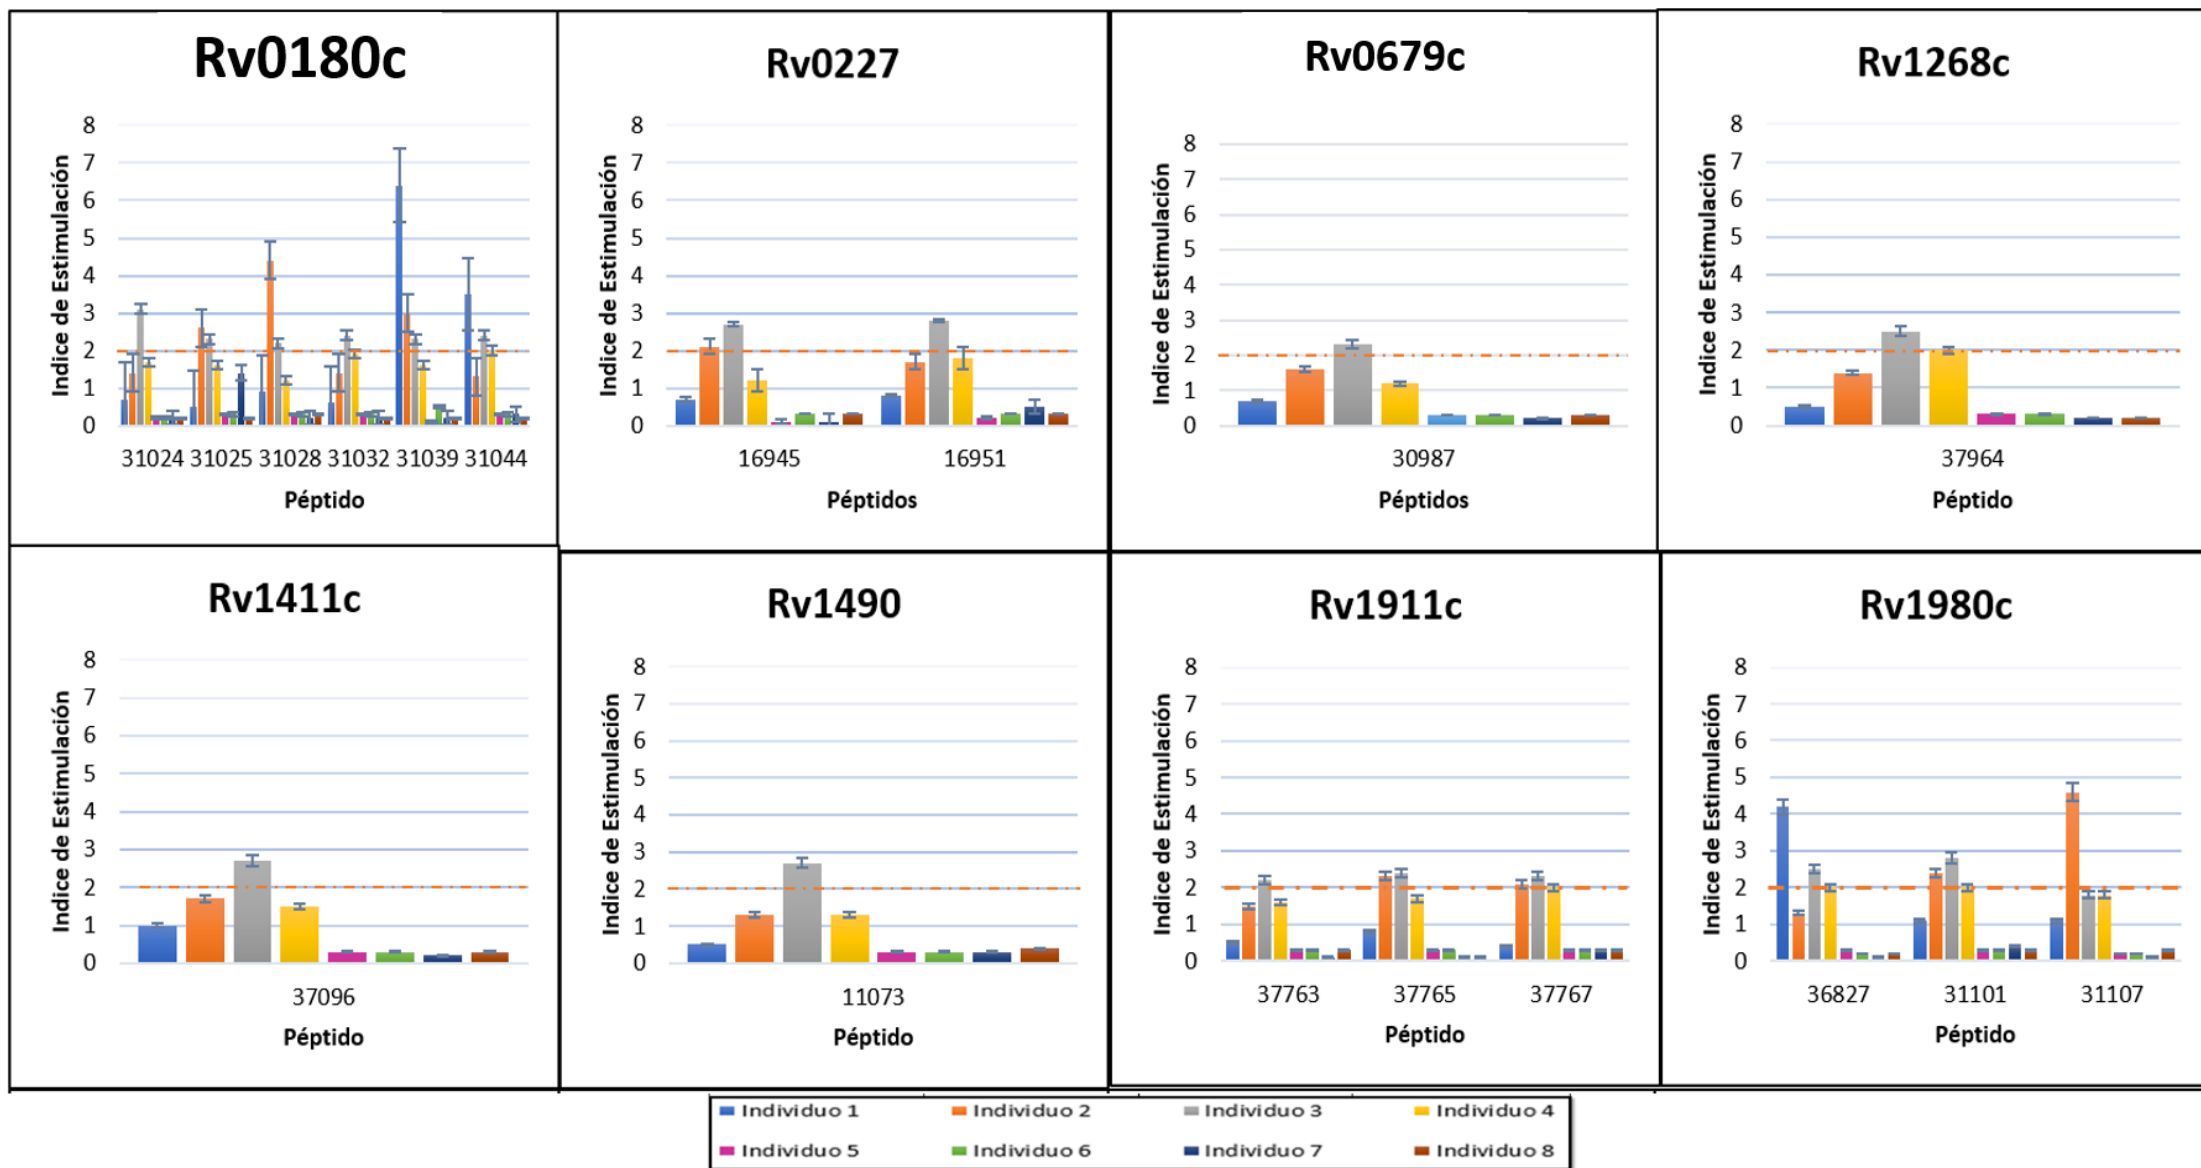 Rv0180c
8
7
6
5
4
3
2
1
0
Indice de Estimulación
31024 31025 31028 31032 31039 31044
Péptido
Rv0227
8
7
6
5
4
3
2
1
0
Indice de Estimulación
16945 16951
Péptidos
Rv0679c
8
7
6
5
4
3
2
1
0
Indice de Estimulación
30987
Péptidos
Rv1268c
8
7
6
5
4
3
2
1
0
Indice de Estimulación
37964
Péptido
Rv1411c
8
7
6
5
4
3
2
1
0
Indice de Estimulación
37096
Péptido
Rv1490
8
7
6
5
4
3
2
1
0
Indice de Estimulación
11073
Péptido
Rv1911c
8
7
6
5
4
3
2
1
0
Indice de Estimulación
37763 37765 37767
Péptido
Rv1980c
8
7
6
5
4
3
2
1
0
Indice de Estimulación
36827 31101 31107
Péptido
Individuo 1 Individuo 2 Individuo 3 Individuo 4
Individuo 5 Individuo 6 Individuo 7 Individuo 8